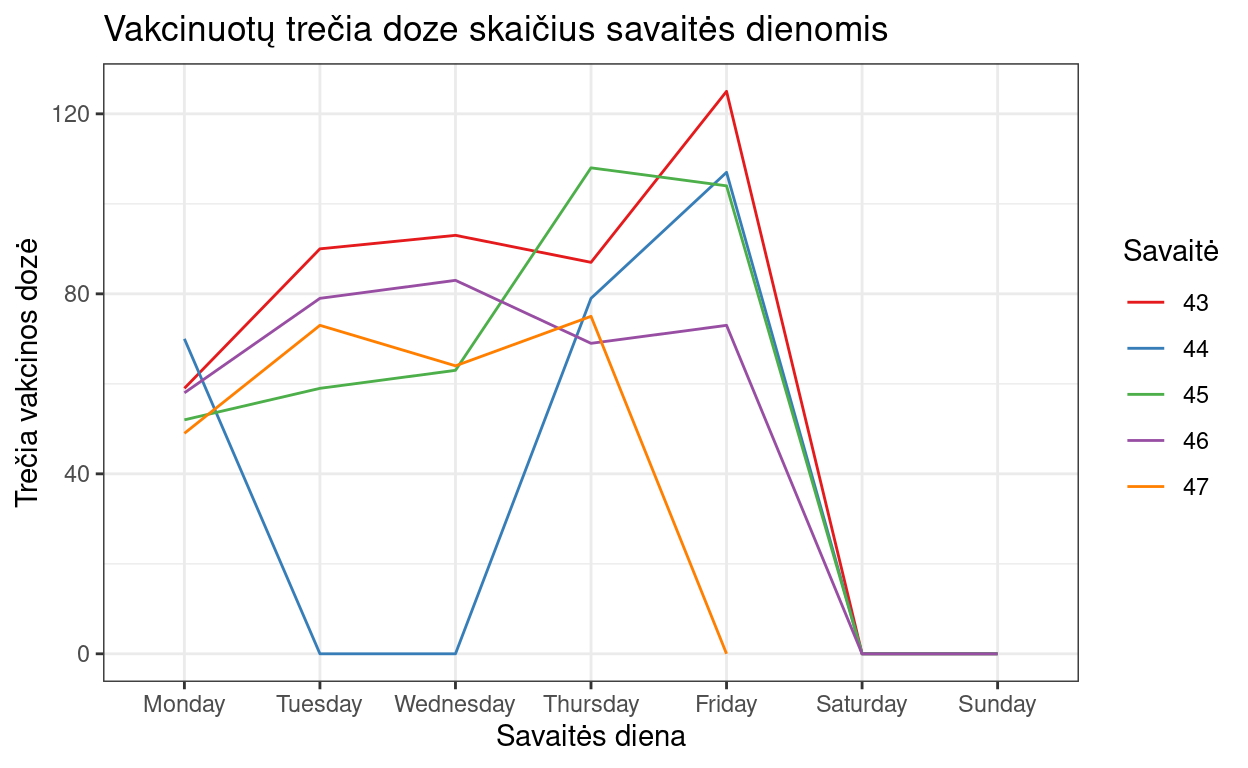 Vakcinuotų trečia doze skaičius savaitės dienomis
Trečia vakcinos dozė
120
80
40
0
Monday Tuesday Wednesday Thursday Friday Saturday Sunday
Savaitės diena
Savaitė
43
44
45
46
47